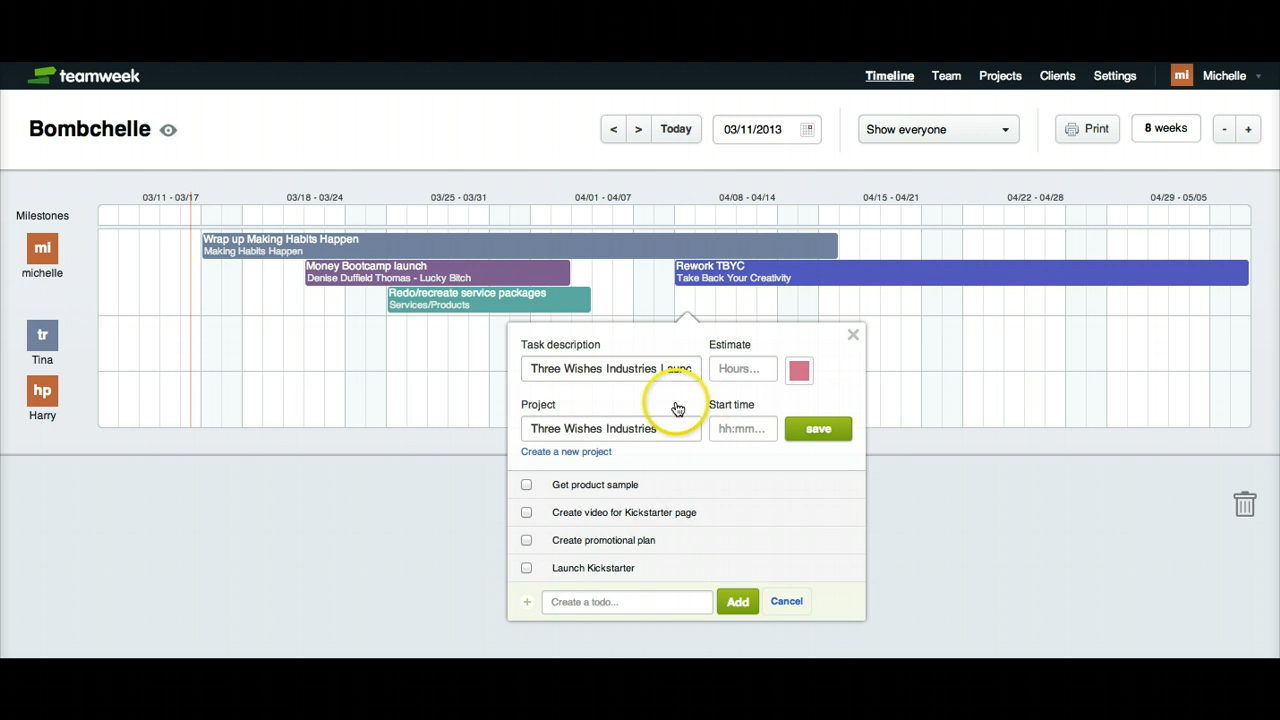 teamweek
Timeline Team Projects Clients Settings mi Michelle
Bombchelle
< > Today 03/11/2013 Show everyone Print 8 weeks - +
03/11 - 03/17 03/18 - 03/24 03/25 - 03/31 04/01 - 04/07 04/08 - 04/14 04/15 - 04/21 04/22 - 04/28 04/29 - 05/05
Milestones
mi
michelle
Wrap up Making Habits Happen
Making Habits Happen
Money Bootcamp launch
Denise Duffield Thomas - Lucky Bitch
Rework TBYC
Take Back Your Creativity
Redo/recreate service packages
Services/Products
tr
Tina
hp
Harry
Task description Estimate
Three Wishes Industries Launc Hours...
Project Start time
Three Wishes Industries hh:mm... save
Create a new project
Get product sample
Create video for Kickstarter page
Create promotional plan
Launch Kickstarter
+ Create a todo... Add Cancel